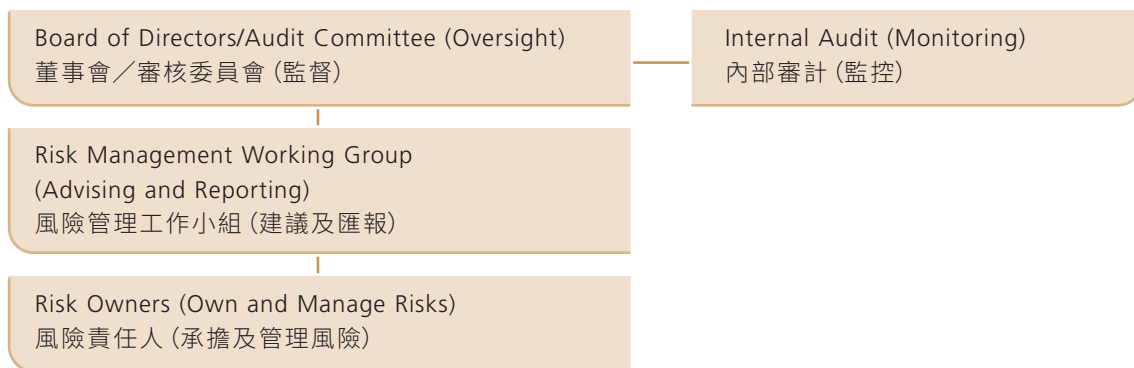 Board of Directors/Audit Committee (Oversight)
董事會／審核委員會（監督）
Internal Audit (Monitoring)
內部審計（監控）
Risk Management Working Group
(Advising and Reporting)
風險管理工作小組（建議及匯報）
Risk Owners (Own and Manage Risks)
風險責任人（承擔及管理風險）